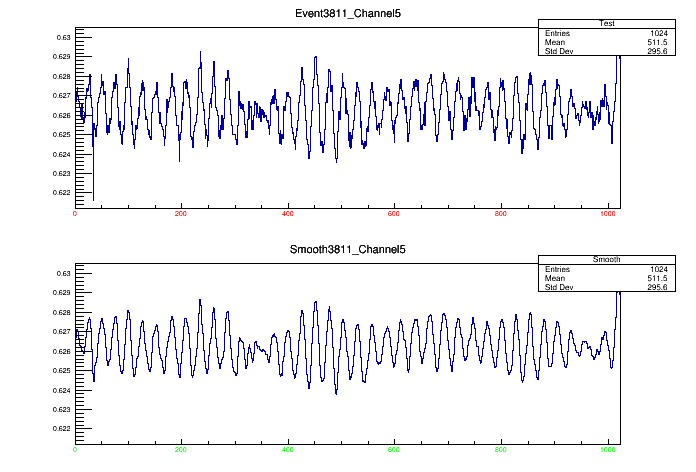 Event3811_Channel5
Test
Entries 1024
Mean 511.5
Std Dev 295.6
0.63
0.629
0.628
0.627
0.626
0.625
0.624
0.623
0.622
0 200 400 600 800 1000
Smooth3811_Channel5
Smooth
Entries 1024
Mean 511.5
Std Dev 295.6
0.63
0.629
0.628
0.627
0.626
0.625
0.624
0.623
0.622
0 200 400 600 800 1000